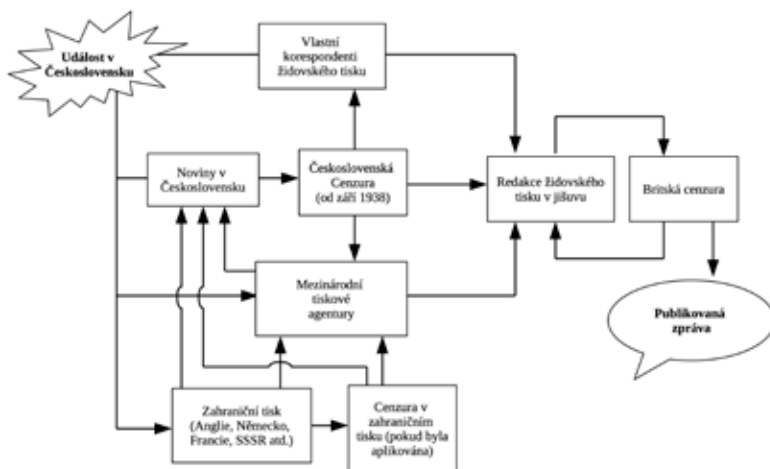 Událost v
Československu
Vlastní
korespondenti
židovského tisku
Noviny v
Československu
Československá
Cenzura
(od září 1938)
Redakce židovského
tisku v jišuvu
Britská cenzura
Mezinárodní
tiskové
agentury
Publikovaná
zpráva
Zahraniční tisk
(Anglie, Německo,
Francie, SSSR atd.)
Cenzura v
zahraničním
tisku (pokud byla
aplikována)